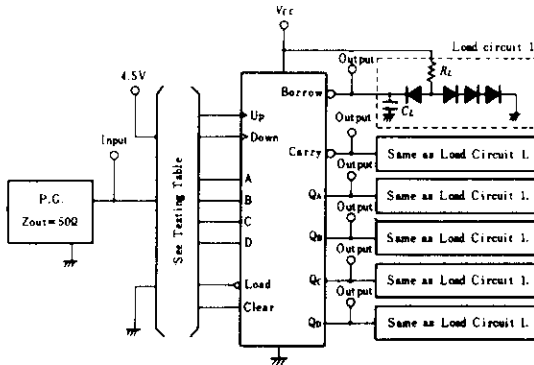 VCC
Output
Load circuit 1
RL
4.5V
Borrow
CL
Input
Up
Down
Output
Carry
Same as Load Circuit 1.
Output
P.G.
Zout=50Ω
See Testing Table
A
B
C
D
QA
Same as Load Circuit 1.
Output
QB
Same as Load Circuit 1.
Output
Load
QC
Same as Load Circuit 1.
Output
Clear
QD
Same as Load Circuit 1.